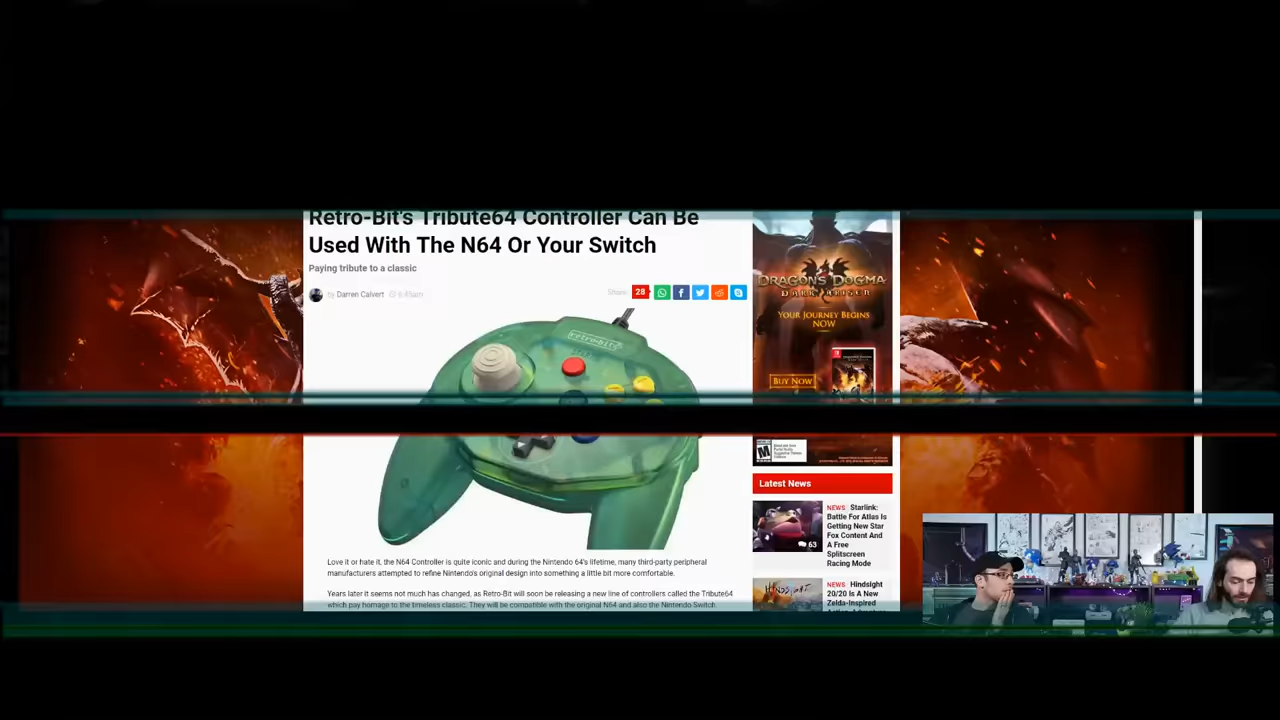 Retro-Bit's Tribute64 Controller Can Be
Used With The N64 Or Your Switch
Paying tribute to a classic
by Darren Calvert 6:45am
Share: 28
retro-bit
Love it or hate it, the N64 Controller is quite iconic and during the Nintendo 64's lifetime, many third-party peripheral
manufacturers attempted to refine Nintendo's original design into something a little bit more comfortable.
Years later it seems not much has changed, as Retro-Bit will soon be releasing a new line of controllers called the Tribute64
which pay homage to the timeless classic. They will be compatible with the original N64 and also the Nintendo Switch
DRAGON'S DOGMA
DARK ARISEN
YOUR JOURNEY BEGINS
NOW
BUY NOW
M
Latest News
63
NEWS Starlink:
Battle For Atlas Is
Getting New Star
Fox Content And
A Free
Splitscreen
Racing Mode
NEWS Hindsight
20/20 Is A New
Zelda-Inspired